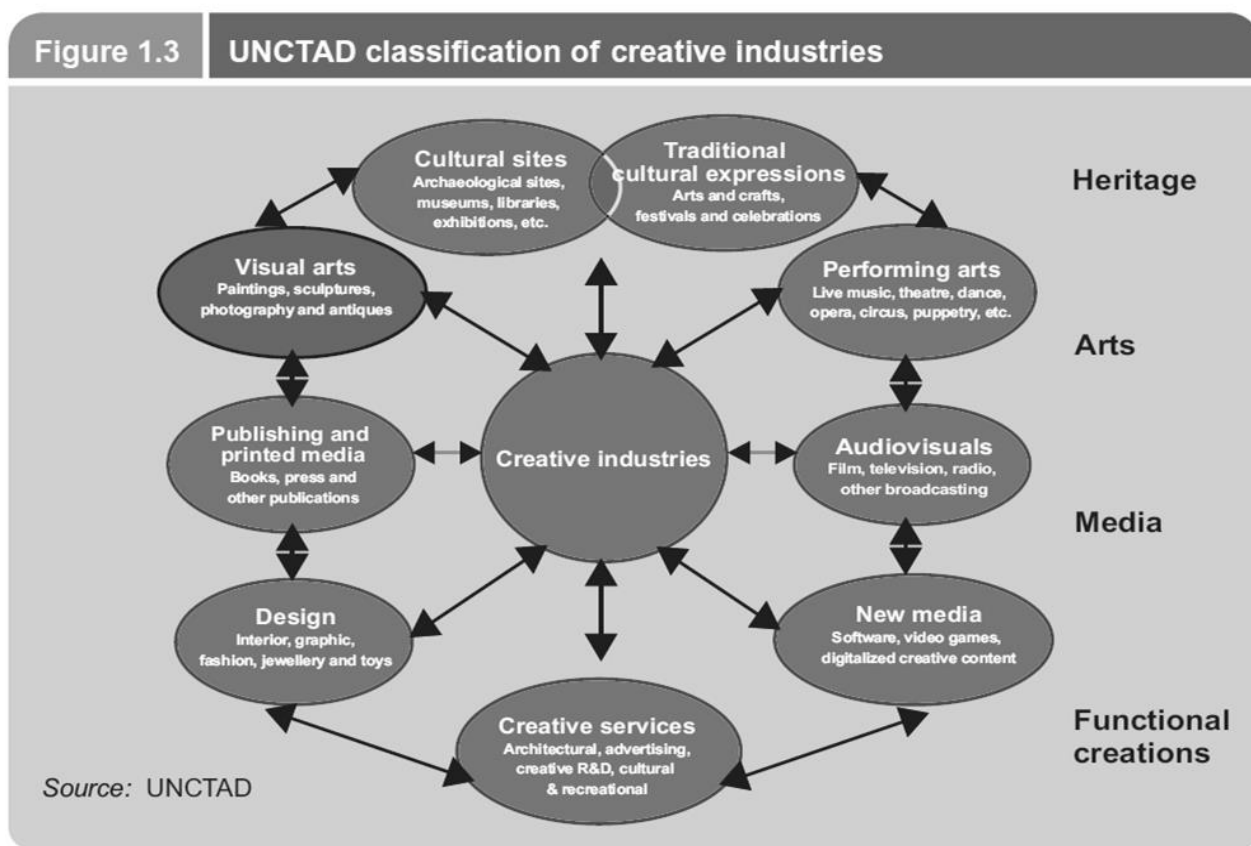 Figure 1.3 UNCTAD classification of creative industries
Cultural sites
Archaeological sites,
museums, libraries,
exhibitions, etc.
Traditional
cultural expressions
Arts and crafts,
festivals and celebrations
Heritage
Visual arts
Paintings, sculptures,
photography and antiques
Performing arts
Live music, theatre, dance,
opera, circus, puppetry, etc.
Arts
Publishing and
printed media
Books, press and
other publications
Creative industries
Audiovisuals
Film, television, radio,
other broadcasting
Media
Design
Interior, graphic,
fashion, jewellery and toys
New media
Software, video games,
digitalized creative content
Creative services
Architectural, advertising,
creative R&D, cultural
& recreational
Functional
creations
Source: UNCTAD